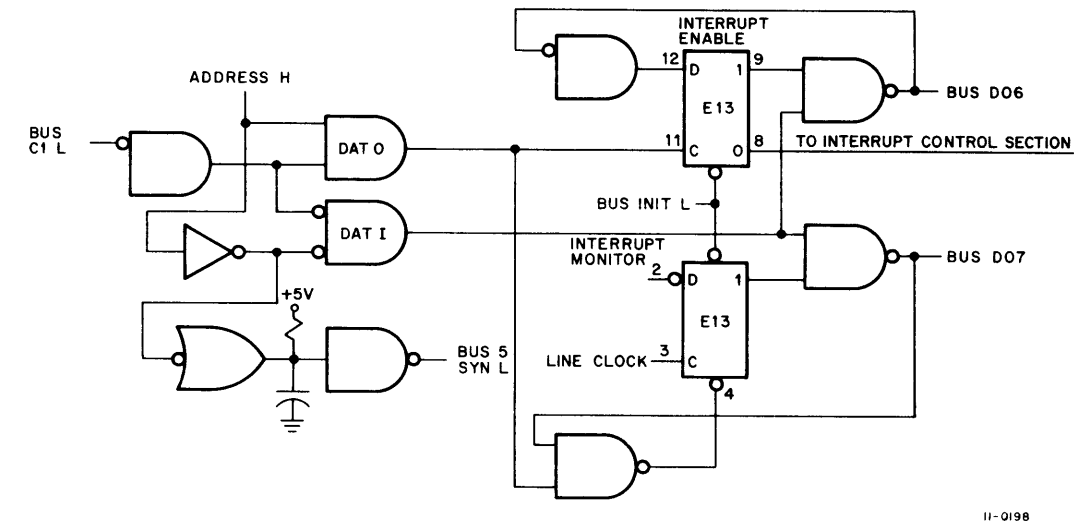 INTERRUPT
ENABLE
ADDRESS H
12 D 1 9
BUS D06
E13
BUS
C1 L
DAT O
11 C 0 8
TO INTERRUPT CONTROL SECTION
BUS INIT L
DAT I
INTERRUPT
MONITOR
2 D 1
BUS D07
+5V
E13
BUS 5
SYN L
LINE CLOCK 3 C
4
11-0198